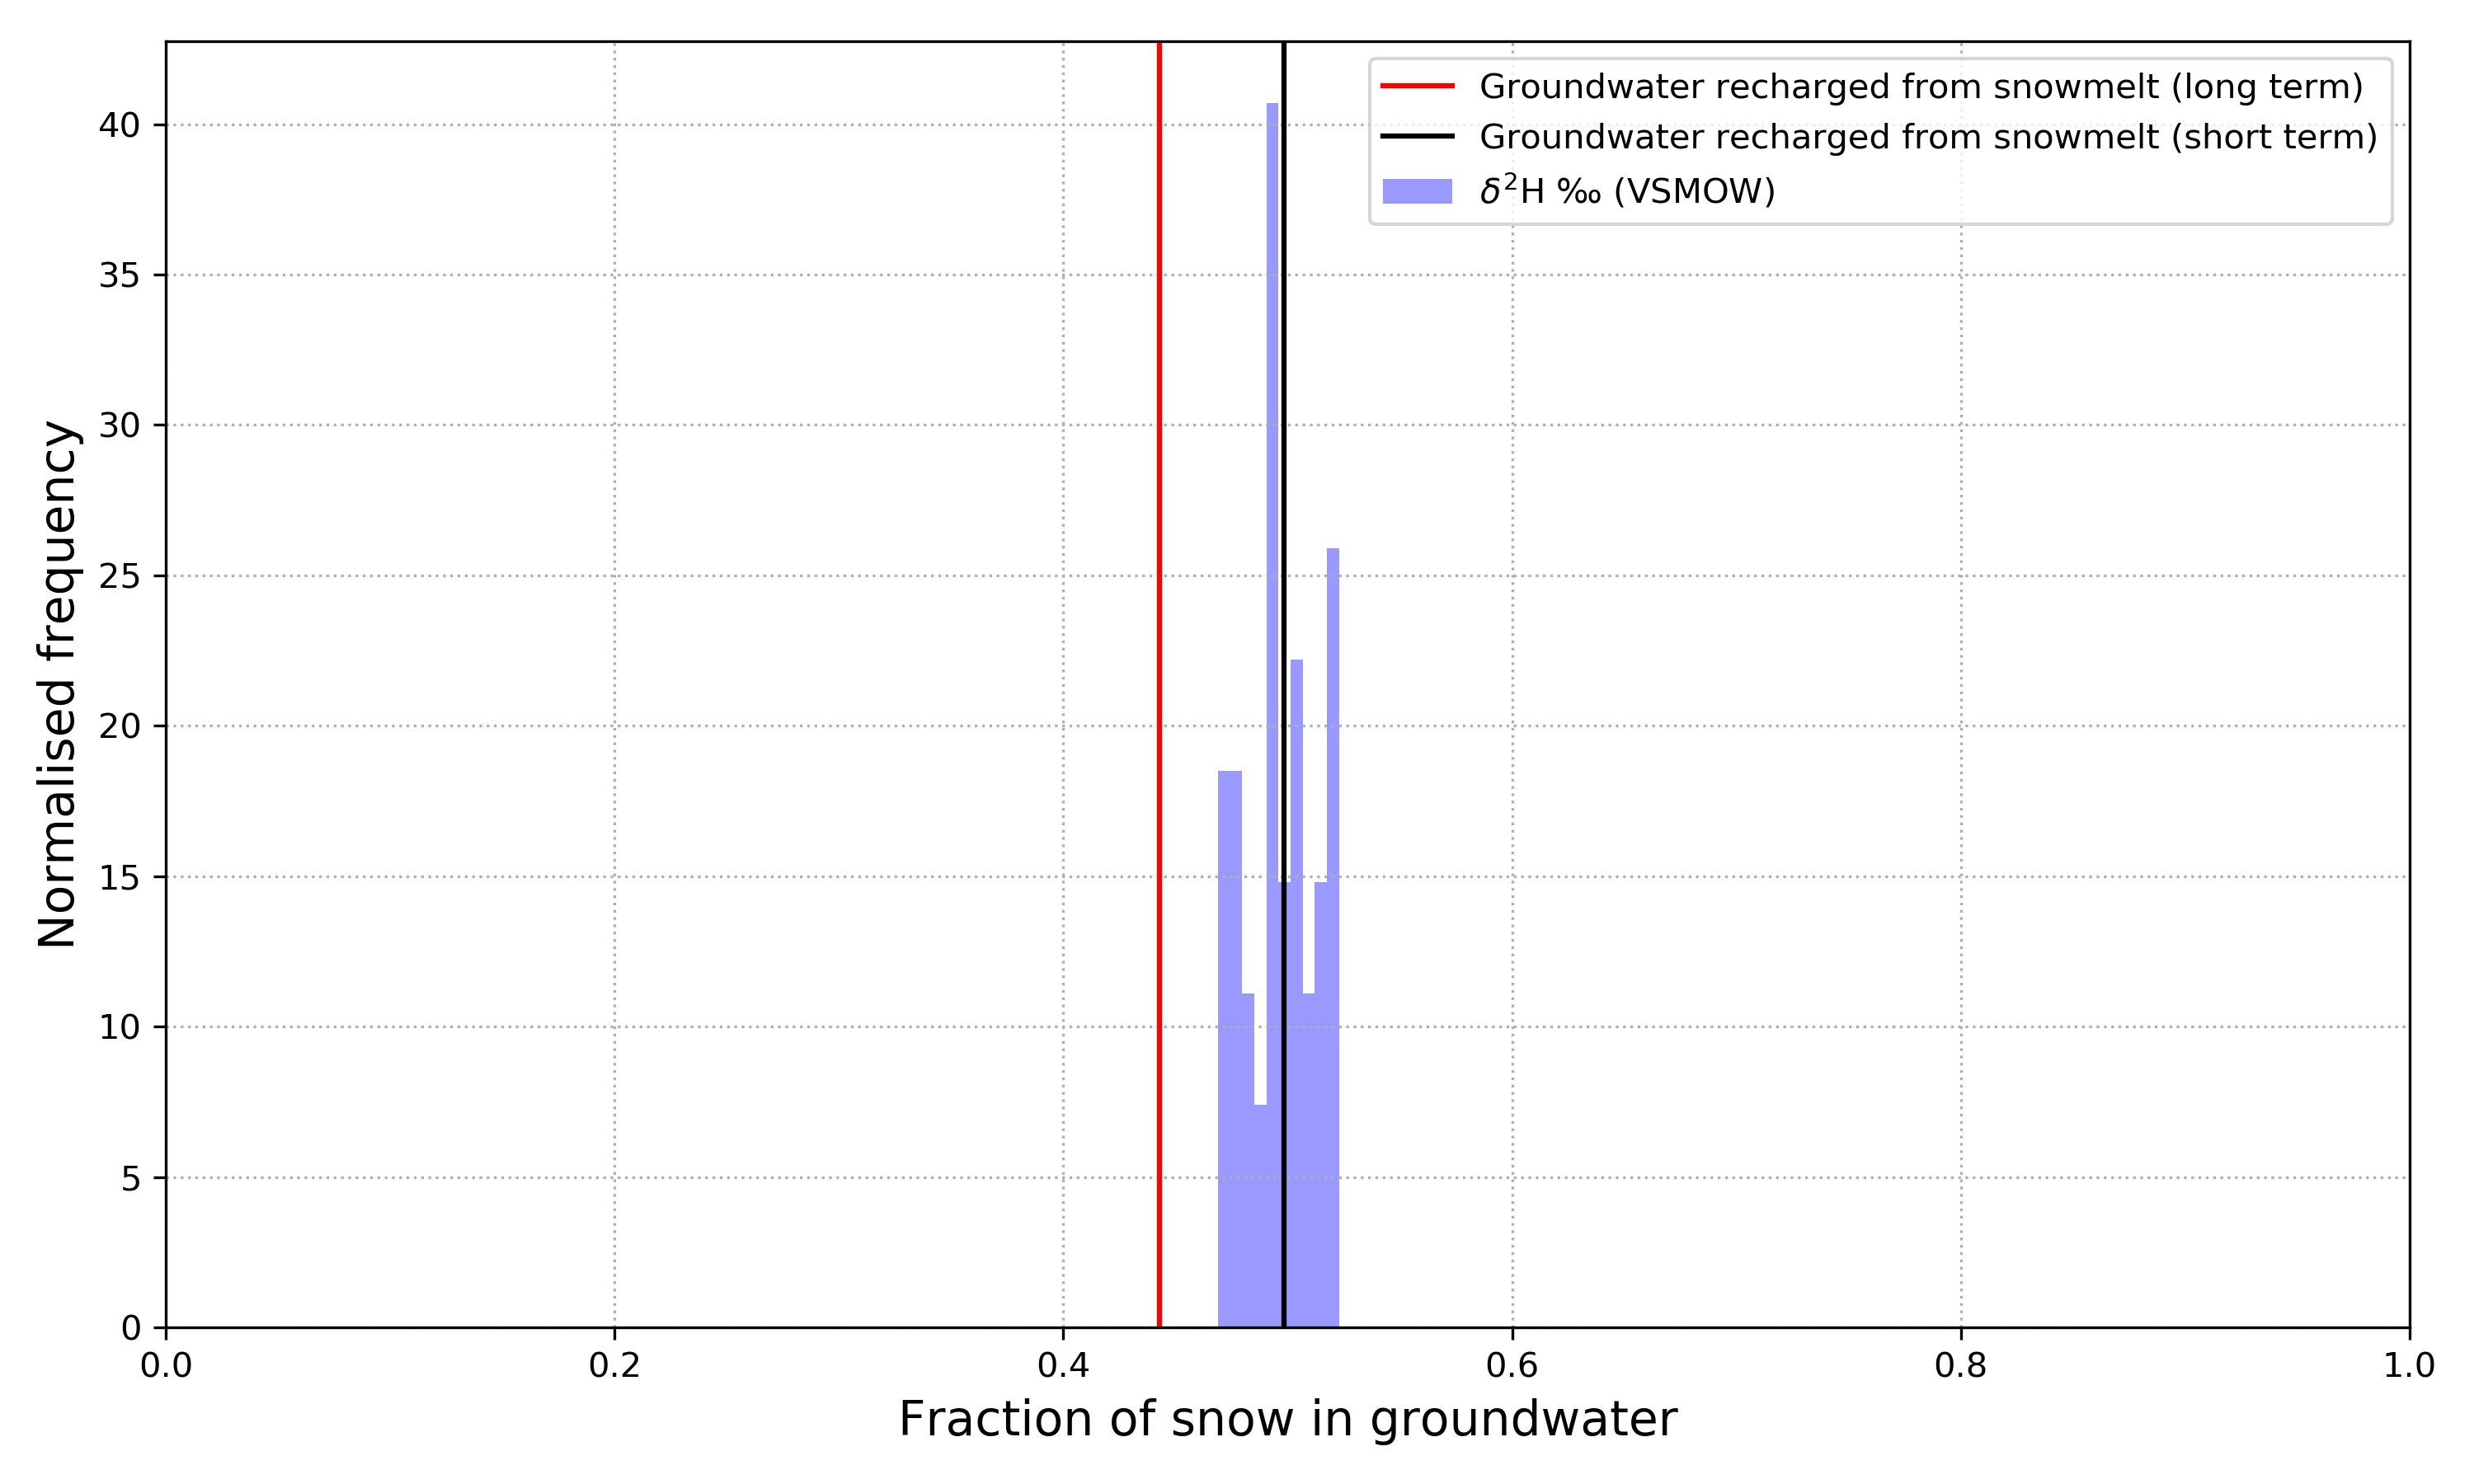 Groundwater recharged from snowmelt (long term)
Groundwater recharged from snowmelt (short term)
δ²H ‰ (VSMOW)
Normalised frequency
40
35
30
25
20
15
10
5
0
0.0 0.2 0.4 0.6 0.8 1.0
Fraction of snow in groundwater